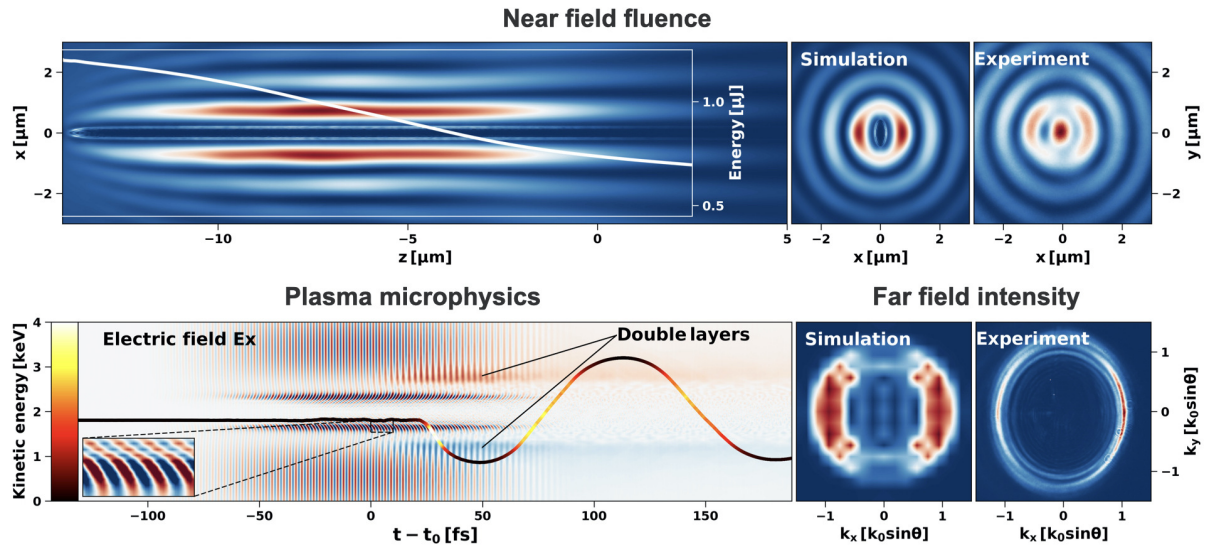 Near field fluence
2
0
−2
x [μm]
−10
−5
0
5
z [μm]
1.0
0.5
Energy [μJ]
Simulation
−2
0
2
x [μm]
Experiment
−2
0
2
x [μm]
2
0
−2
y [μm]
Plasma microphysics
Far field intensity
4
3
2
1
0
Kinetic energy [keV]
Electric field Ex
Double layers
−100
−50
0
50
100
150
t − t₀ [fs]
Simulation
−1
0
1
kₓ [k₀sinθ]
Experiment
−1
0
1
kₓ [k₀sinθ]
1
0
−1
k_y [k₀sinθ]